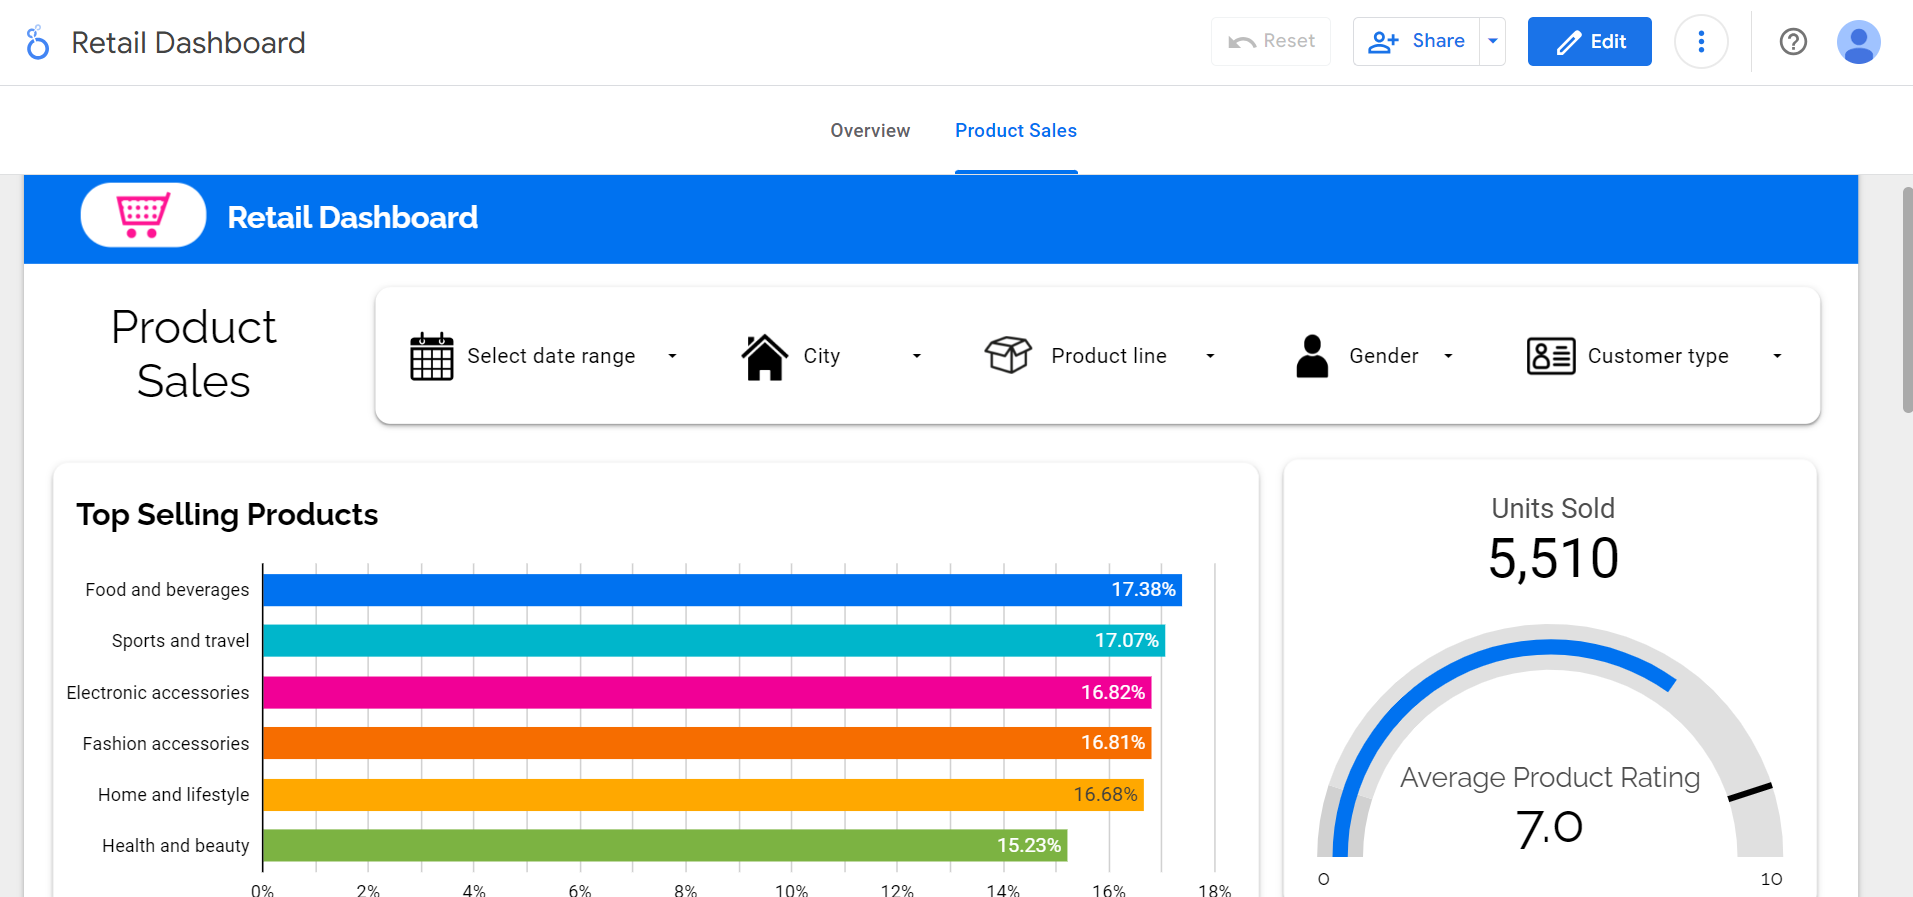 Retail Dashboard
Reset
Share
Edit
Overview
Product Sales
Retail Dashboard
Product
Sales
Select date range
City
Product line
Gender
Customer type
Top Selling Products
Food and beverages
17.38%
Sports and travel
17.07%
Electronic accessories
16.82%
Fashion accessories
16.81%
Home and lifestyle
16.68%
Health and beauty
15.23%
0% 2% 4% 6% 8% 10% 12% 14% 16% 18%
Units Sold
5,510
Average Product Rating
7.0
0 10